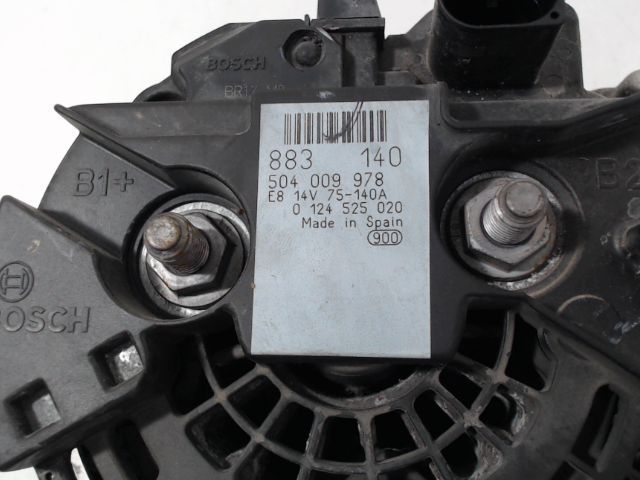 BOSCH
883 140
504 009 978
E8 14V 75-140A
0 124 525 020
Made in Spain
900
B1+
B2
BOSCH